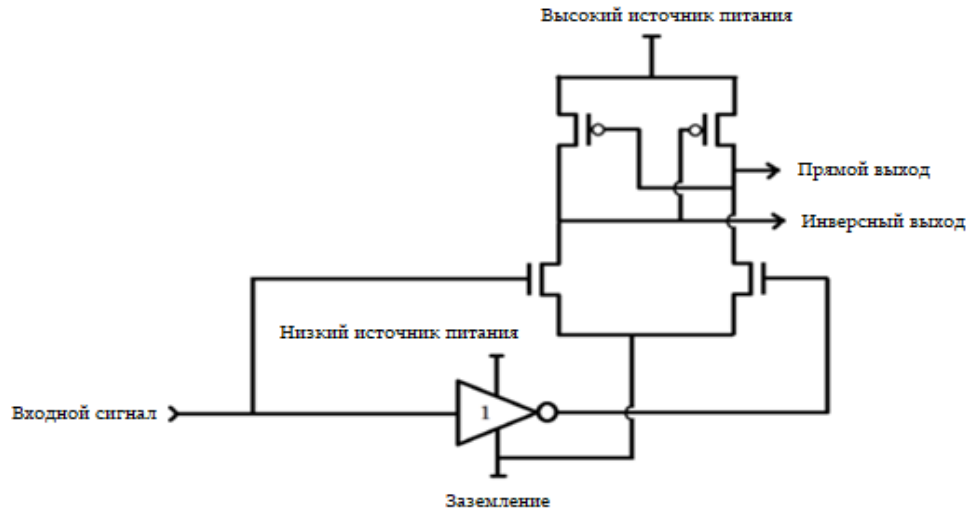 Высокий источник питания
Прямой выход
Инверсный выход
Низкий источник питания
Входной сигнал
1
Заземление